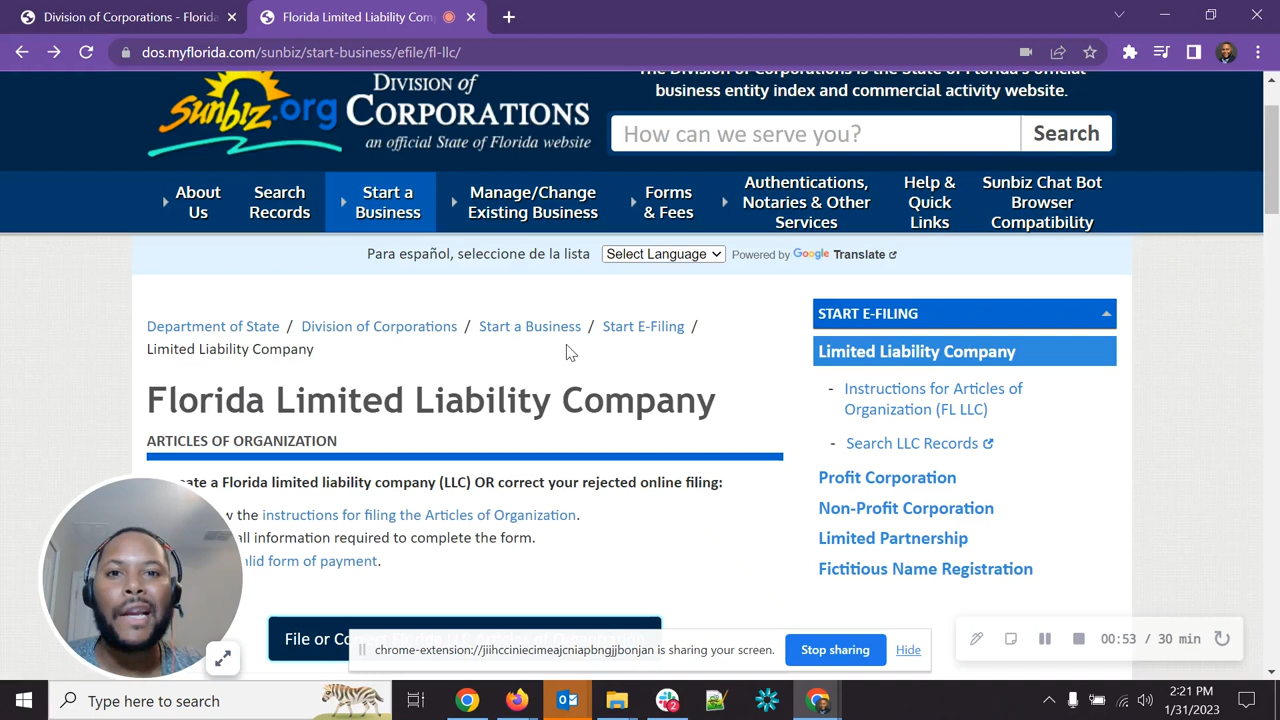 Division of Corporations - Florida
Florida Limited Liability Com
dos.myflorida.com/sunbiz/start-business/efile/fl-llc/
Sunbiz.org
DIVISION of
CORPORATIONS
an official State of Florida website
The Division of Corporations is the State of Florida's official
business entity index and commercial activity website.
How can we serve you?
Search
About Us
Search Records
Start a Business
Manage/Change Existing Business
Forms & Fees
Authentications, Notaries & Other Services
Help & Quick Links
Sunbiz Chat Bot Browser Compatibility
Para español, seleccione de la lista Select Language Powered by Google Translate
Department of State / Division of Corporations / Start a Business / Start E-Filing /
Limited Liability Company
Florida Limited Liability Company
ARTICLES OF ORGANIZATION
ate a Florida limited liability company (LLC) OR correct your rejected online filing:
w the instructions for filing the Articles of Organization.
all information required to complete the form.
lid form of payment.
File or Correct Florida LLC Articles of Organization
START E-FILING
Limited Liability Company
- Instructions for Articles of
Organization (FL LLC)
- Search LLC Records
Profit Corporation
Non-Profit Corporation
Limited Partnership
Fictitious Name Registration
chrome-extension://jiihcciniecimeajcniapbngjjbonjan is sharing your screen.
Stop sharing
Hide
00:53 / 30 min
Type here to search
2
2:21 PM
1/31/2023